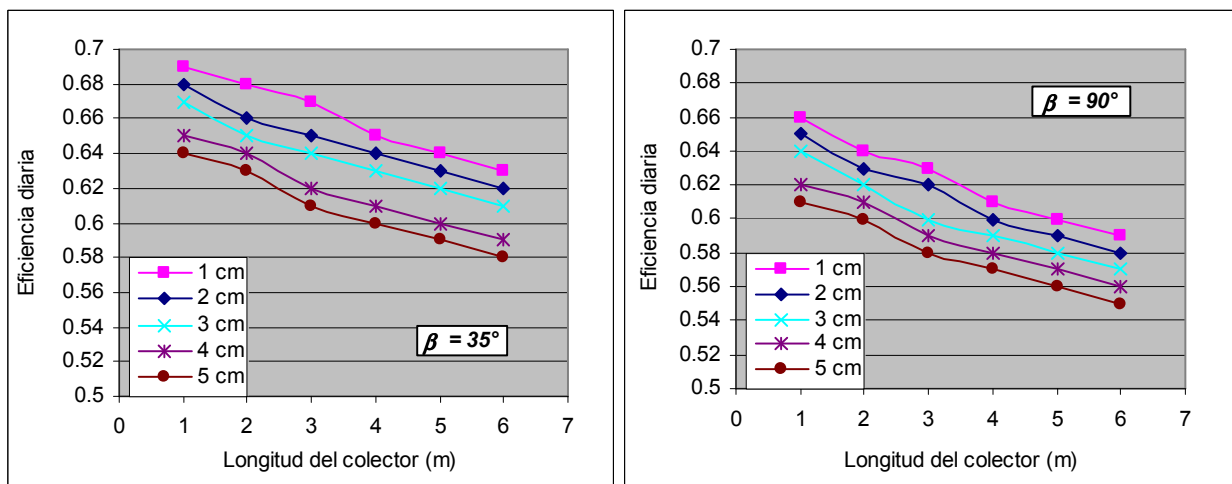 0.7
0.68
0.66
0.64
0.62
0.6
0.58
0.56
0.54
0.52
0.5
0 1 2 3 4 5 6 7
Eficiencia diaria
Longitud del colector (m)
1 cm
2 cm
3 cm
4 cm
5 cm
β = 35°
0.7
0.68
0.66
0.64
0.62
0.6
0.58
0.56
0.54
0.52
0.5
0 1 2 3 4 5 6 7
Eficiencia diaria
Longitud del colector (m)
1 cm
2 cm
3 cm
4 cm
5 cm
β = 90°